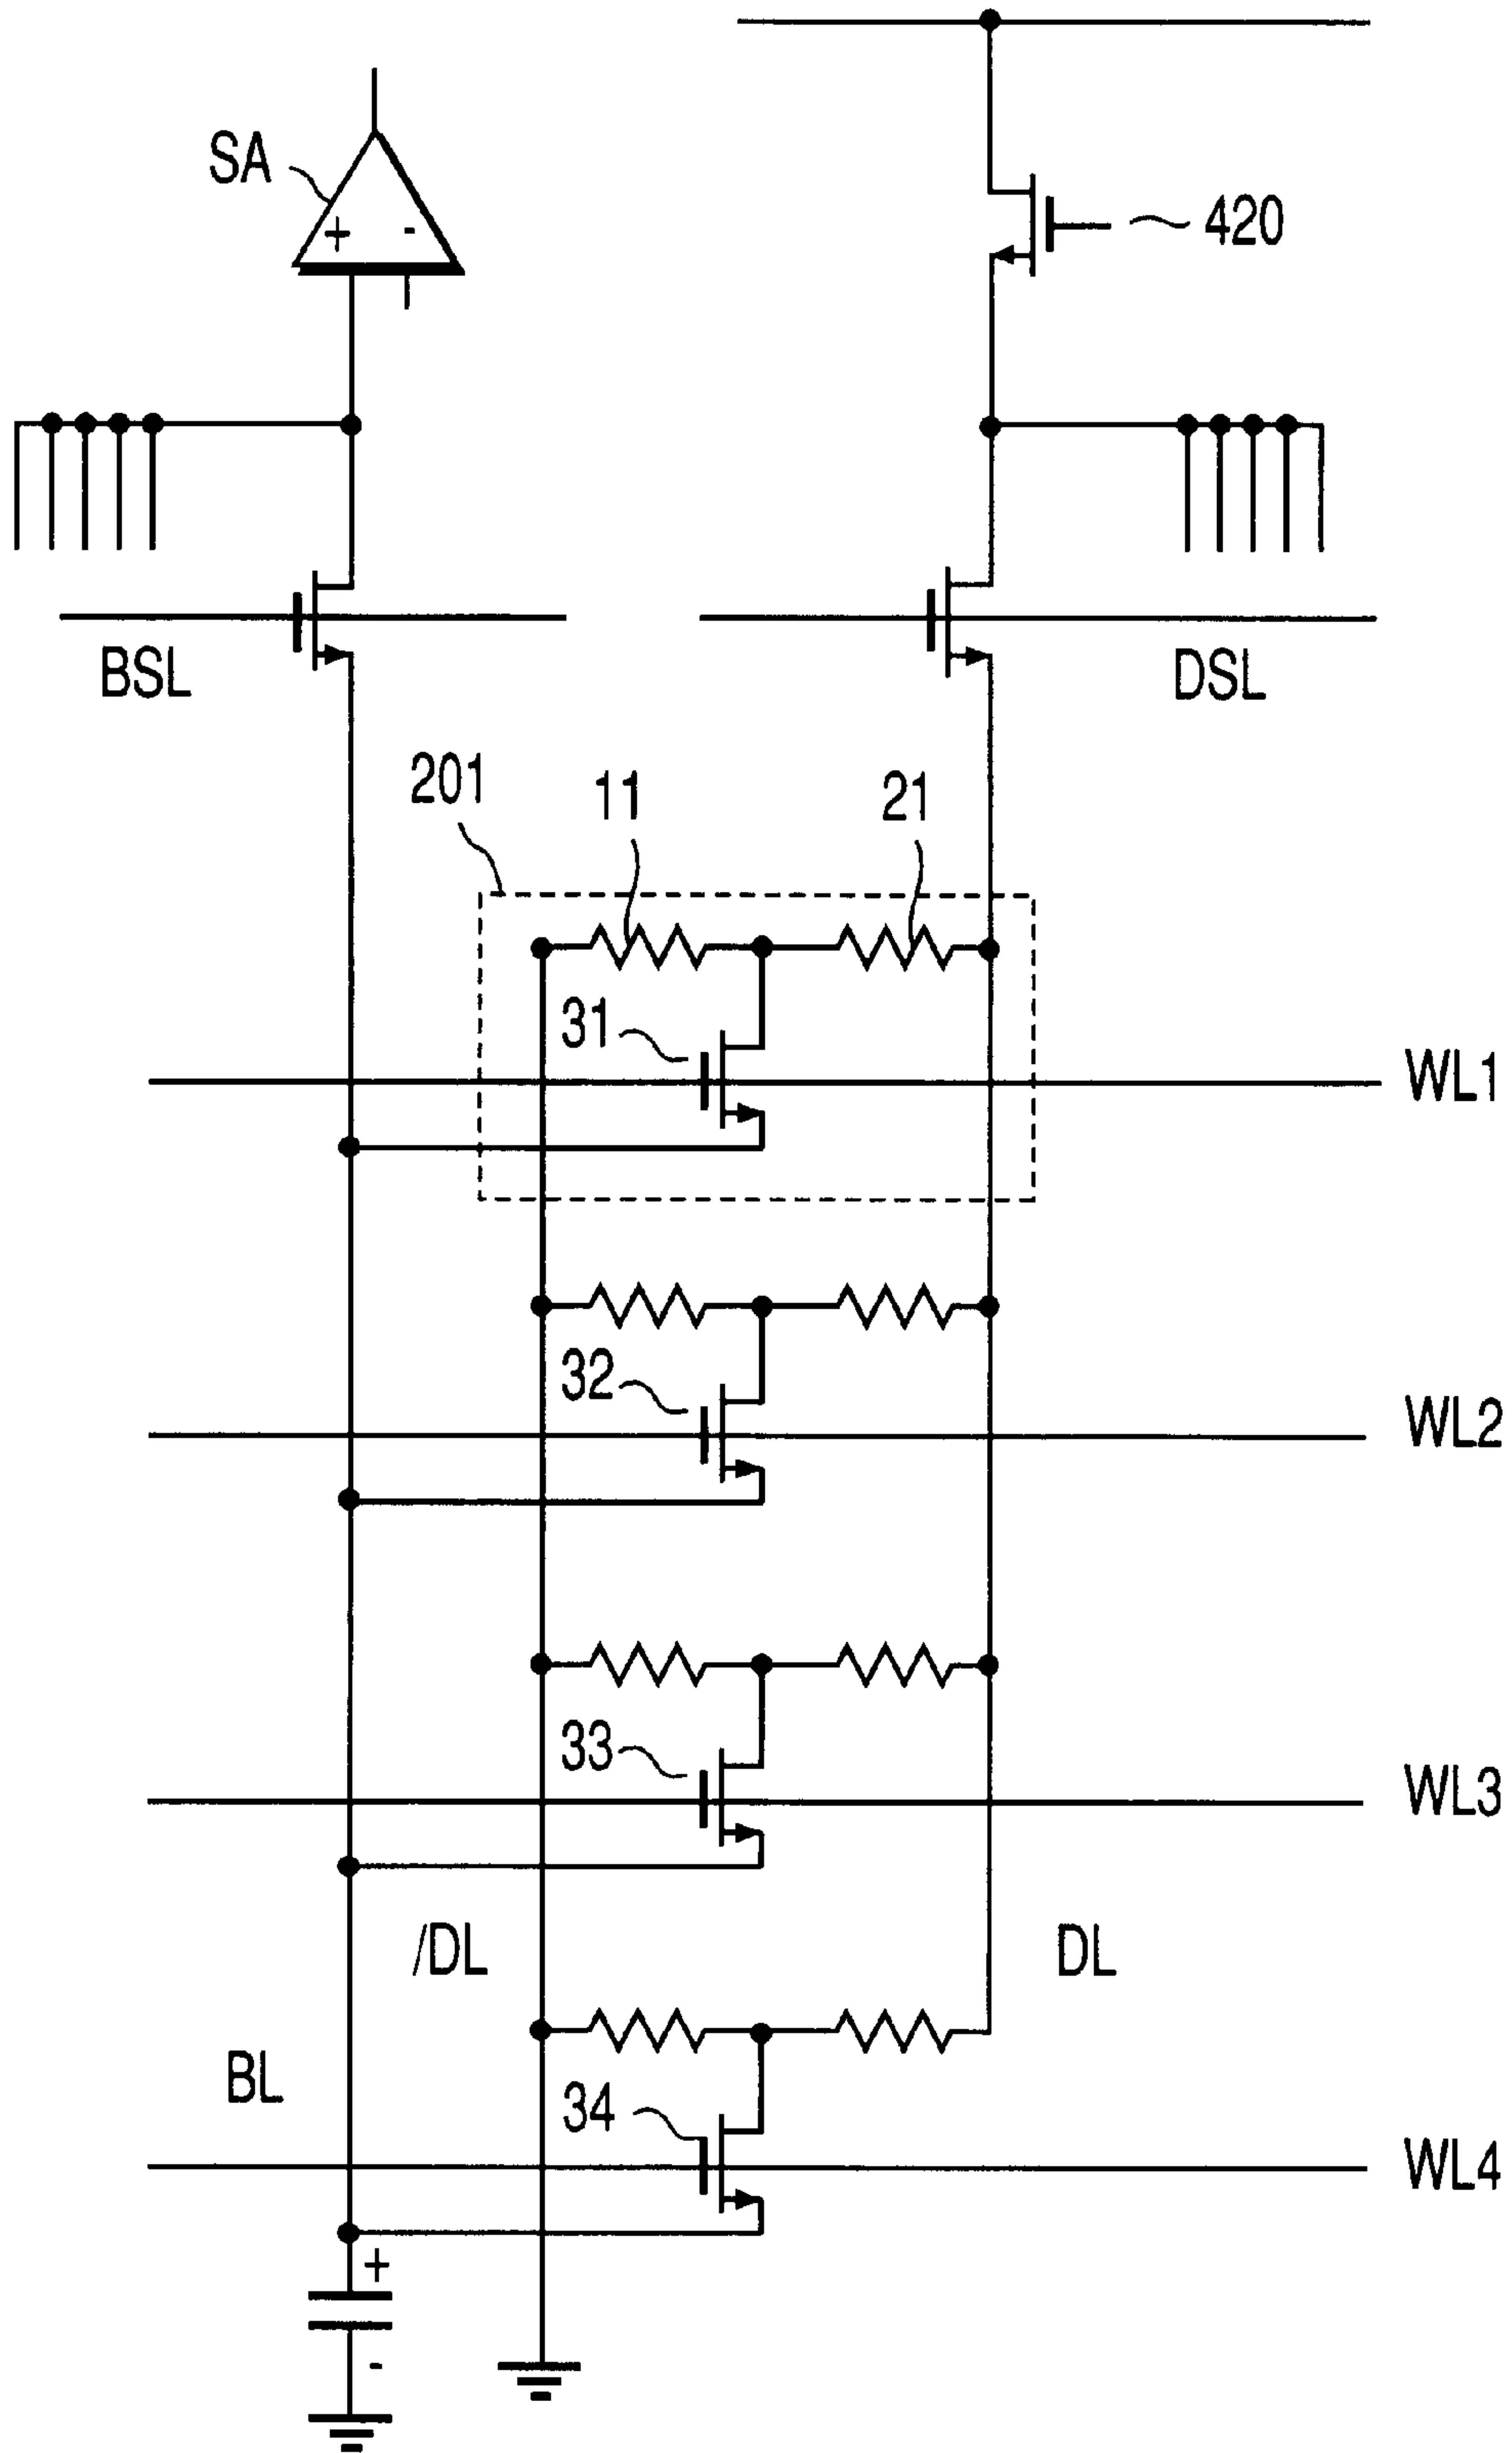 SA
+ -
420
BSL
DSL
201
11
21
31
WL1
32
WL2
33
WL3
/DL
DL
BL
34
WL4
+
-